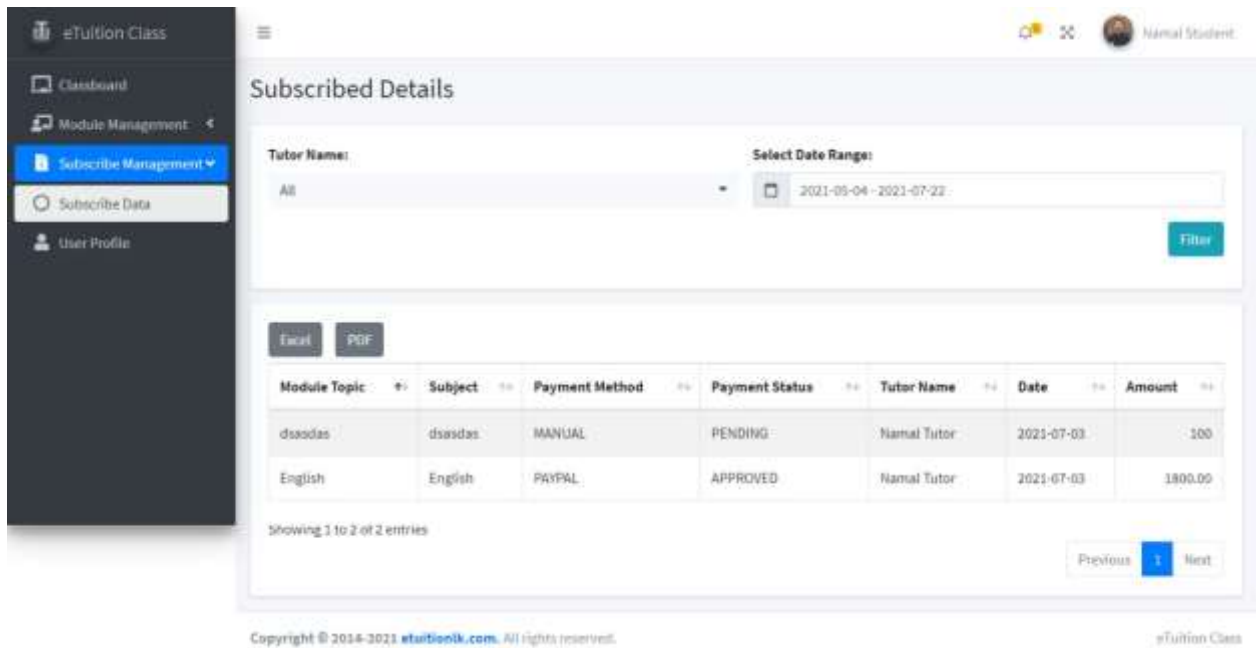 eTuition Class
Namal Student
Classboard
Module Management
Subscribe Management
Subscribe Data
User Profile
Subscribed Details
Tutor Name: Select Date Range:
All 2021-05-04 - 2021-07-22
Filter
Excel PDF
Module Topic Subject Payment Method Payment Status Tutor Name Date Amount
dsasdas dsasdas MANUAL PENDING Namal Tutor 2021-07-03 100
English English PAYPAL APPROVED Namal Tutor 2021-07-03 1800.00
Showing 1 to 2 of 2 entries
Previous 1 Next
Copyright © 2014-2021 etuitionlk.com. All rights reserved. eTuition Class